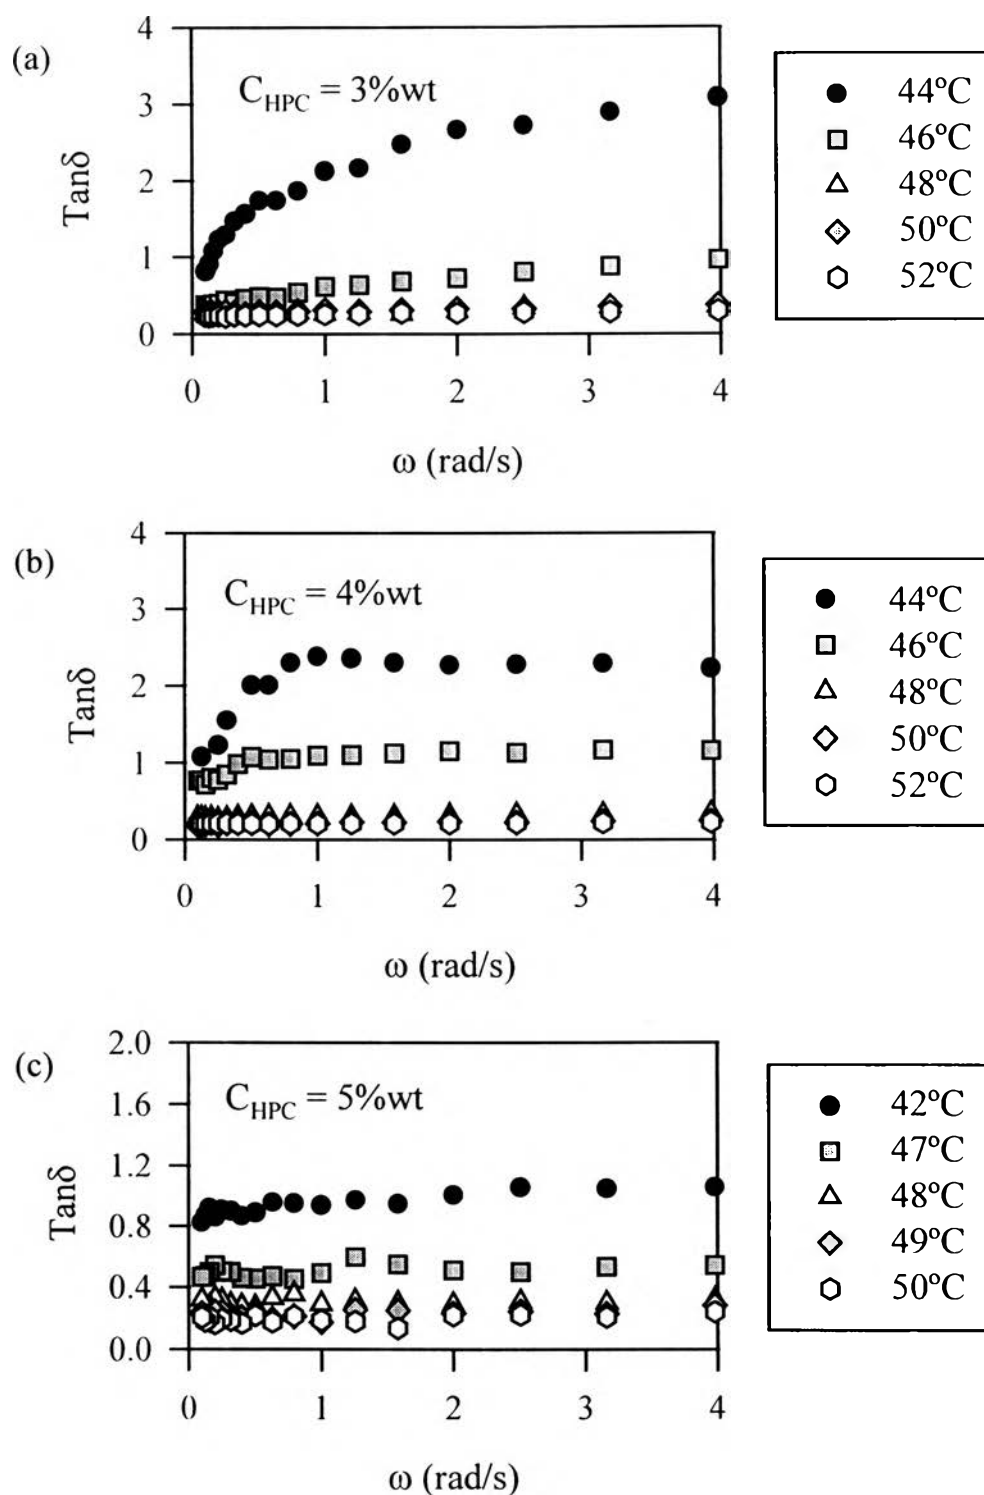 (a)
4
3
2
1
0
Tanδ
C_HPC = 3%wt
0 1 2 3 4
ω (rad/s)
44ºC
46ºC
48ºC
50ºC
52ºC
(b)
4
3
2
1
0
Tanδ
C_HPC = 4%wt
0 1 2 3 4
ω (rad/s)
44ºC
46ºC
48ºC
50ºC
52ºC
(c)
2.0
1.6
1.2
0.8
0.4
0.0
Tanδ
C_HPC = 5%wt
0 1 2 3 4
ω (rad/s)
42ºC
47ºC
48ºC
49ºC
50ºC